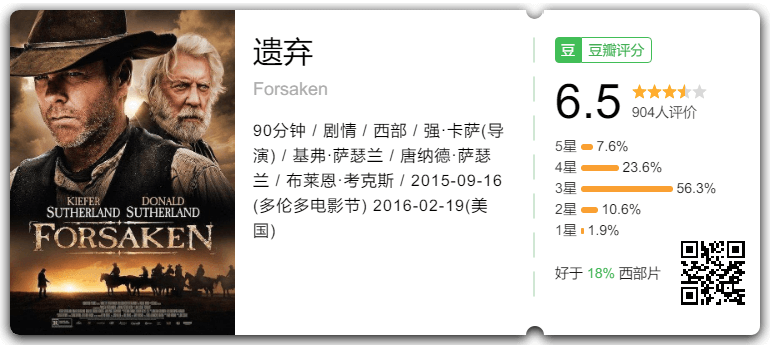 KIEFER DONALD
SUTHERLAND SUTHERLAND
FORSAKEN
遗弃
Forsaken
90分钟 / 剧情 / 西部 / 强·卡萨(导
演) / 基弗·萨瑟兰 / 唐纳德·萨瑟
兰 / 布莱恩·考克斯 / 2015-09-16
(多伦多电影节) 2016-02-19(美
国)
豆 豆瓣评分
6.5
904人评价
5星 7.6%
4星 23.6%
3星 56.3%
2星 10.6%
1星 1.9%
好于 18% 西部片